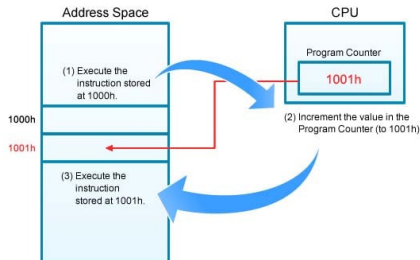 Address Space
CPU
(1) Execute the
instruction stored
at 1000h.
Program Counter
1001h
1000h
(2) Increment the value in the
Program Counter (to 1001h)
1001h
(3) Execute the
instruction
stored at 1001h.